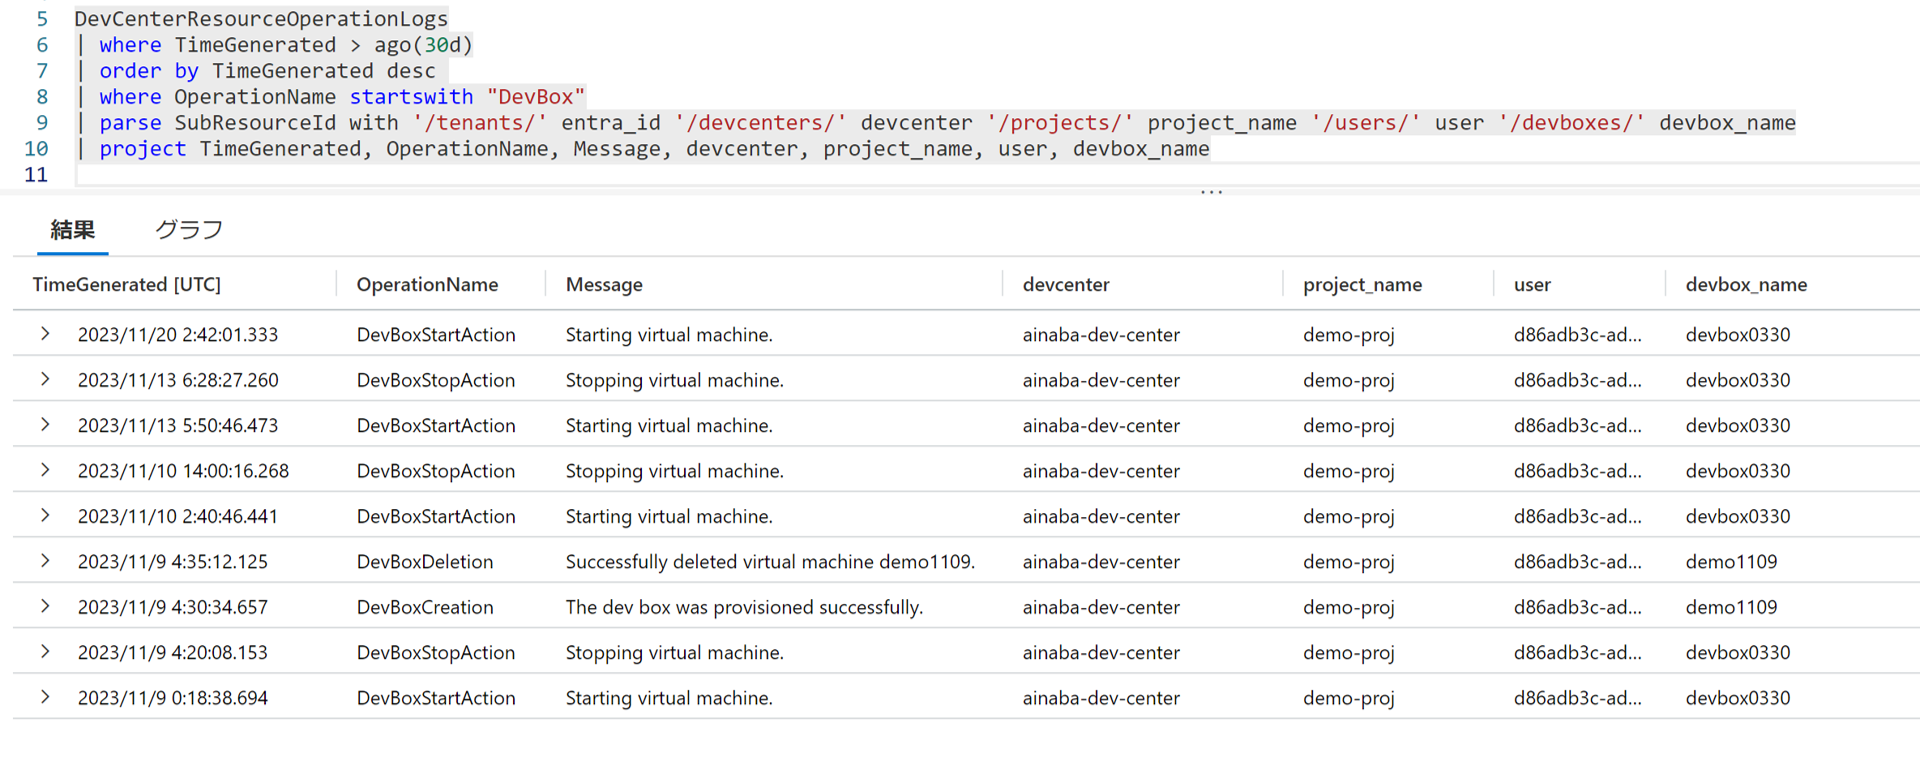 5 DevCenterResourceOperationLogs
6 | where TimeGenerated > ago(30d)
7 | order by TimeGenerated desc
8 | where OperationName startswith "DevBox"
9 | parse SubResourceId with '/tenants/' entra_id '/devcenters/' devcenter '/projects/' project_name '/users/' user '/devboxes/' devbox_name
10 | project TimeGenerated, OperationName, Message, devcenter, project_name, user, devbox_name
11
...
結果 グラフ
TimeGenerated [UTC] OperationName Message devcenter project_name user devbox_name
2023/11/20 2:42:01.333 DevBoxStartAction Starting virtual machine. ainaba-dev-center demo-proj d86adb3c-ad... devbox0330
2023/11/13 6:28:27.260 DevBoxStopAction Stopping virtual machine. ainaba-dev-center demo-proj d86adb3c-ad... devbox0330
2023/11/13 5:50:46.473 DevBoxStartAction Starting virtual machine. ainaba-dev-center demo-proj d86adb3c-ad... devbox0330
2023/11/10 14:00:16.268 DevBoxStopAction Stopping virtual machine. ainaba-dev-center demo-proj d86adb3c-ad... devbox0330
2023/11/10 2:40:46.441 DevBoxStartAction Starting virtual machine. ainaba-dev-center demo-proj d86adb3c-ad... devbox0330
2023/11/9 4:35:12.125 DevBoxDeletion Successfully deleted virtual machine demo1109. ainaba-dev-center demo-proj d86adb3c-ad... demo1109
2023/11/9 4:30:34.657 DevBoxCreation The dev box was provisioned successfully. ainaba-dev-center demo-proj d86adb3c-ad... demo1109
2023/11/9 4:20:08.153 DevBoxStopAction Stopping virtual machine. ainaba-dev-center demo-proj d86adb3c-ad... devbox0330
2023/11/9 0:18:38.694 DevBoxStartAction Starting virtual machine. ainaba-dev-center demo-proj d86adb3c-ad... devbox0330